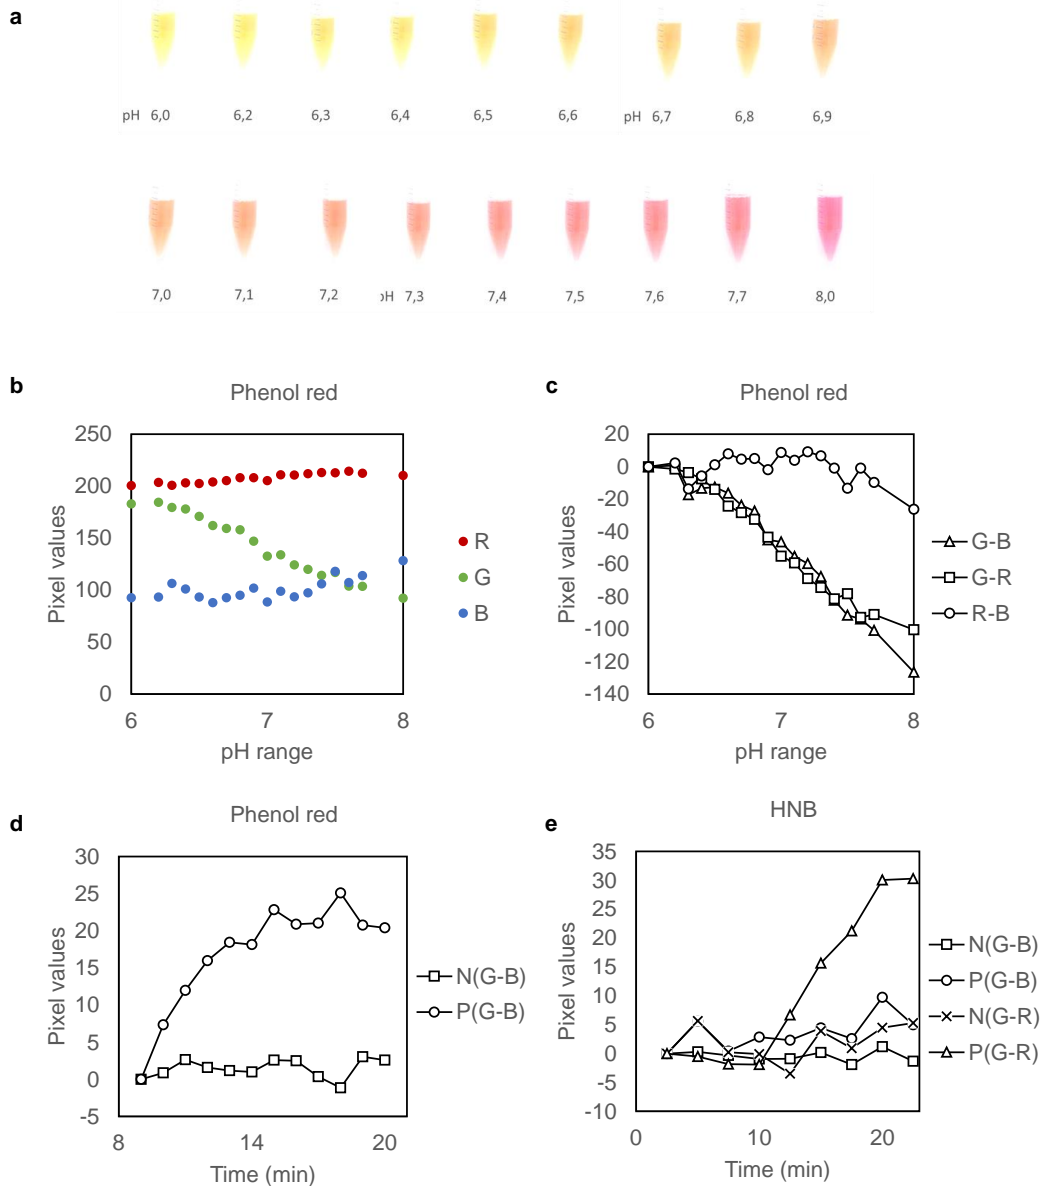 a
pH 6,0 6,2 6,3 6,4 6,5 6,6 pH 6,7 6,8 6,9
7,0 7,1 7,2 pH 7,3 7,4 7,5 7,6 7,7 8,0
b
Phenol red
250
200
150
100
50
0
6 7 8
Pixel values
pH range
R
G
B
c
Phenol red
20
0
-20
-40
-60
-80
-100
-120
-140
6 7 8
Pixel values
pH range
G-B
G-R
R-B
d
Phenol red
30
25
20
15
10
5
0
-5
8 14 20
Pixel values
Time (min)
N(G-B)
P(G-B)
e
HNB
35
30
25
20
15
10
5
0
-5
-10
0 10 20
Pixel values
Time (min)
N(G-B)
P(G-B)
N(G-R)
P(G-R)